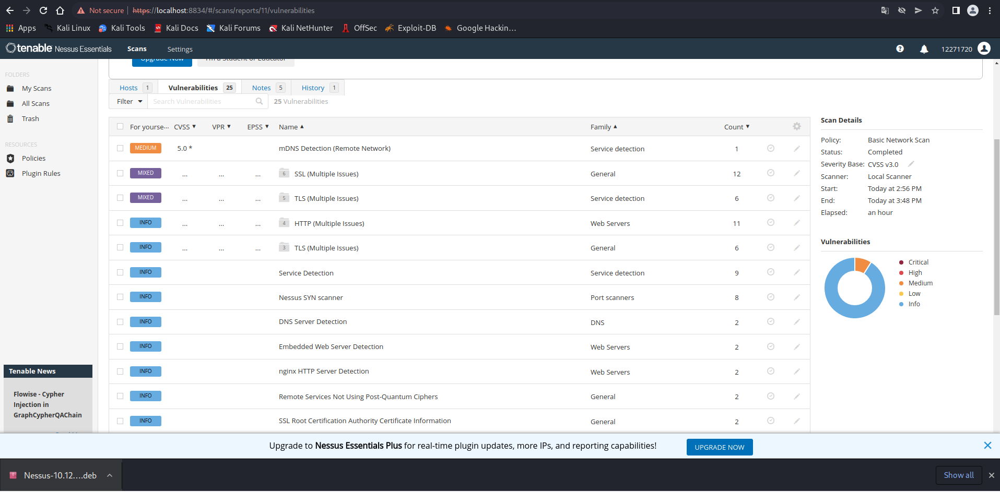 Not secure https://localhost:8834/#/scans/reports/11/vulnerabilities
Apps Kali Linux Kali Tools Kali Docs Kali Forums Kali NetHunter OffSec Exploit-DB Google Hackin...
tenable Nessus Essentials Scans Settings 12271720
Upgrade Now I'm a Student or Educator
FOLDERS
My Scans
All Scans
Trash
RESOURCES
Policies
Plugin Rules
Tenable News
Flowise - Cypher
Injection in
GraphCypherQAChain
Hosts 1 Vulnerabilities 25 Notes 5 History 1
Filter Search Vulnerabilities 25 Vulnerabilities
For yourse... CVSS VPR EPSS Name Family Count
MEDIUM 5.0 * mDNS Detection (Remote Network) Service detection 1
MIXED ... ... ... 6 SSL (Multiple Issues) General 12
MIXED ... ... ... 5 TLS (Multiple Issues) Service detection 6
INFO ... ... ... 4 HTTP (Multiple Issues) Web Servers 11
INFO ... ... ... 3 TLS (Multiple Issues) General 6
INFO Service Detection Service detection 9
INFO Nessus SYN scanner Port scanners 8
INFO DNS Server Detection DNS 2
INFO Embedded Web Server Detection Web Servers 2
INFO nginx HTTP Server Detection Web Servers 2
INFO Remote Services Not Using Post-Quantum Ciphers General 2
INFO SSL Root Certification Authority Certificate Information General 2
Scan Details
Policy: Basic Network Scan
Status: Completed
Severity Base: CVSS v3.0
Scanner: Local Scanner
Start: Today at 2:56 PM
End: Today at 3:48 PM
Elapsed: an hour
Vulnerabilities
Critical
High
Medium
Low
Info
Upgrade to Nessus Essentials Plus for real-time plugin updates, more IPs, and reporting capabilities! UPGRADE NOW
Nessus-10.12....deb Show all